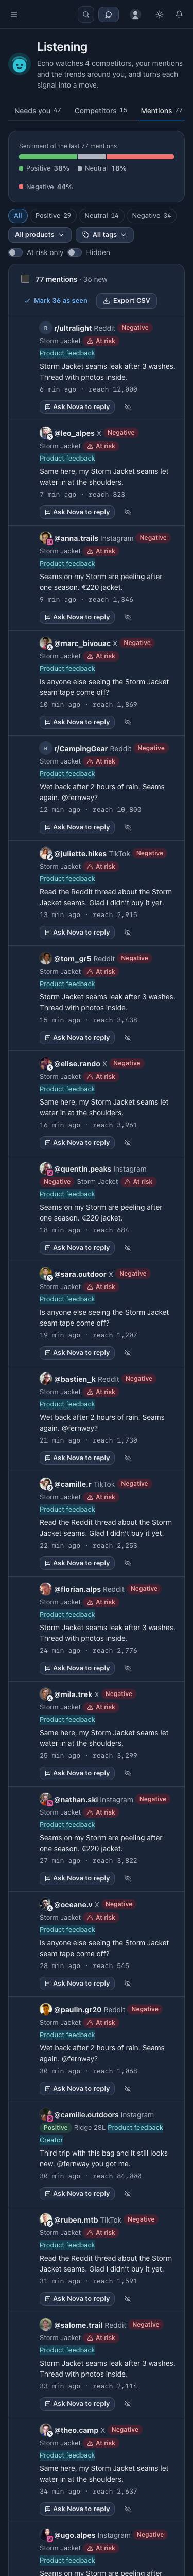 Listening
Echo watches 4 competitors, your mentions
and the trends around you, and turns each
signal into a move.
Needs you 47 Competitors 15 Mentions 77
Sentiment of the last 77 mentions
Positive 38% Neutral 18%
Negative 44%
All Positive 29 Neutral 14 Negative 34
All products All tags
At risk only Hidden
77 mentions · 36 new
Mark 36 as seen Export CSV
R r/ultralight Reddit Negative
Storm Jacket At risk
Product feedback
Storm Jacket seams leak after 3 washes.
Thread with photos inside.
6 min ago · reach 12,000
Ask Nova to reply
@leo_alpes X Negative
Storm Jacket At risk
Product feedback
Same here, my Storm Jacket seams let
water in at the shoulders.
7 min ago · reach 823
Ask Nova to reply
@anna.trails Instagram Negative
Storm Jacket At risk
Product feedback
Seams on my Storm are peeling after
one season. €220 jacket.
9 min ago · reach 1,346
Ask Nova to reply
@marc_bivouac X Negative
Storm Jacket At risk
Product feedback
Is anyone else seeing the Storm Jacket
seam tape come off?
10 min ago · reach 1,869
Ask Nova to reply
R r/CampingGear Reddit Negative
Storm Jacket At risk
Product feedback
Wet back after 2 hours of rain. Seams
again. @fernway?
12 min ago · reach 10,800
Ask Nova to reply
@juliette.hikes TikTok Negative
Storm Jacket At risk
Product feedback
Read the Reddit thread about the Storm
Jacket seams. Glad I didn't buy it yet.
13 min ago · reach 2,915
Ask Nova to reply
@tom_gr5 Reddit Negative
Storm Jacket At risk
Product feedback
Storm Jacket seams leak after 3 washes.
Thread with photos inside.
15 min ago · reach 3,438
Ask Nova to reply
@elise.rando X Negative
Storm Jacket At risk
Product feedback
Same here, my Storm Jacket seams let
water in at the shoulders.
16 min ago · reach 3,961
Ask Nova to reply
@quentin.peaks Instagram
Negative Storm Jacket At risk
Product feedback
Seams on my Storm are peeling after
one season. €220 jacket.
18 min ago · reach 684
Ask Nova to reply
@sara.outdoor X Negative
Storm Jacket At risk
Product feedback
Is anyone else seeing the Storm Jacket
seam tape come off?
19 min ago · reach 1,207
Ask Nova to reply
@bastien_k Reddit Negative
Storm Jacket At risk
Product feedback
Wet back after 2 hours of rain. Seams
again. @fernway?
21 min ago · reach 1,730
Ask Nova to reply
@camille.r TikTok Negative
Storm Jacket At risk
Product feedback
Read the Reddit thread about the Storm
Jacket seams. Glad I didn't buy it yet.
22 min ago · reach 2,253
Ask Nova to reply
@florian.alps Reddit Negative
Storm Jacket At risk
Product feedback
Storm Jacket seams leak after 3 washes.
Thread with photos inside.
24 min ago · reach 2,776
Ask Nova to reply
@mila.trek X Negative
Storm Jacket At risk
Product feedback
Same here, my Storm Jacket seams let
water in at the shoulders.
25 min ago · reach 3,299
Ask Nova to reply
@nathan.ski Instagram Negative
Storm Jacket At risk
Product feedback
Seams on my Storm are peeling after
one season. €220 jacket.
27 min ago · reach 3,822
Ask Nova to reply
@oceane.v X Negative
Storm Jacket At risk
Product feedback
Is anyone else seeing the Storm Jacket
seam tape come off?
28 min ago · reach 545
Ask Nova to reply
@paulin.gr20 Reddit Negative
Storm Jacket At risk
Product feedback
Wet back after 2 hours of rain. Seams
again. @fernway?
30 min ago · reach 1,068
Ask Nova to reply
@camille.outdoors Instagram
Positive Ridge 28L Product feedback
Creator
Third trip with this bag and it still looks
new. @fernway you got me.
30 min ago · reach 84,000
Ask Nova to reply
@ruben.mtb TikTok Negative
Storm Jacket At risk
Product feedback
Read the Reddit thread about the Storm
Jacket seams. Glad I didn't buy it yet.
31 min ago · reach 1,591
Ask Nova to reply
@salome.trail Reddit Negative
Storm Jacket At risk
Product feedback
Storm Jacket seams leak after 3 washes.
Thread with photos inside.
33 min ago · reach 2,114
Ask Nova to reply
@theo.camp X Negative
Storm Jacket At risk
Product feedback
Same here, my Storm Jacket seams let
water in at the shoulders.
34 min ago · reach 2,637
Ask Nova to reply
@ugo.alpes Instagram Negative
Storm Jacket At risk
Product feedback
Seams on my Storm are peeling after